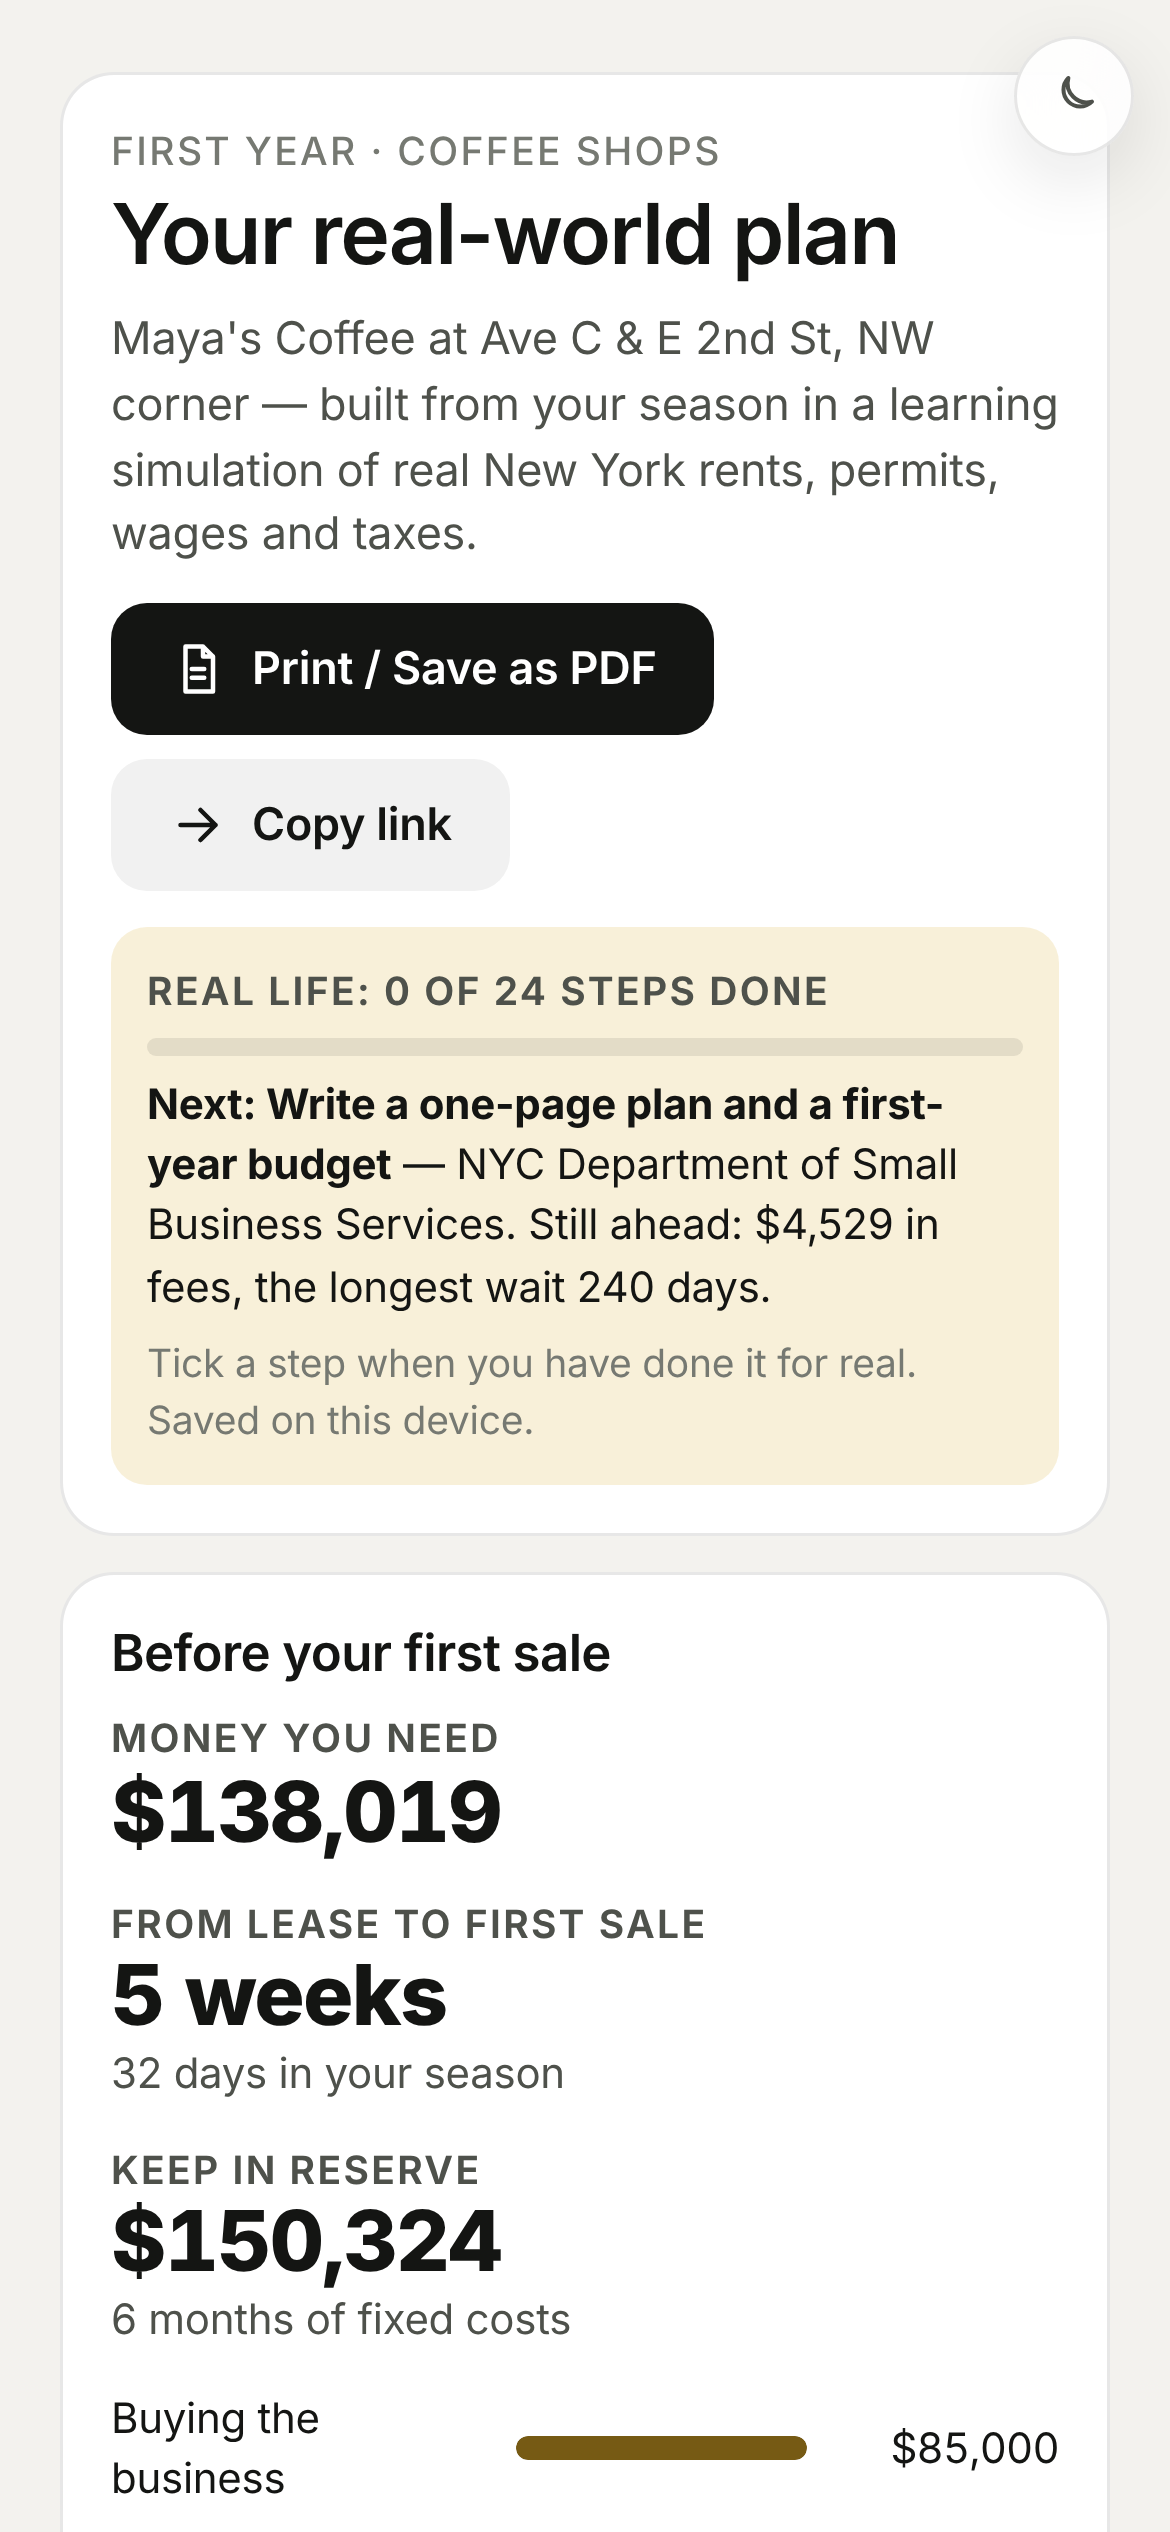 FIRST YEAR · COFFEE SHOPS
Your real-world plan
Maya's Coffee at Ave C & E 2nd St, NW
corner — built from your season in a learning
simulation of real New York rents, permits,
wages and taxes.
Print / Save as PDF
Copy link
REAL LIFE: 0 OF 24 STEPS DONE
Next: Write a one-page plan and a first-
year budget — NYC Department of Small
Business Services. Still ahead: $4,529 in
fees, the longest wait 240 days.
Tick a step when you have done it for real.
Saved on this device.
Before your first sale
MONEY YOU NEED
$138,019
FROM LEASE TO FIRST SALE
5 weeks
32 days in your season
KEEP IN RESERVE
$150,324
6 months of fixed costs
Buying the
business
$85,000